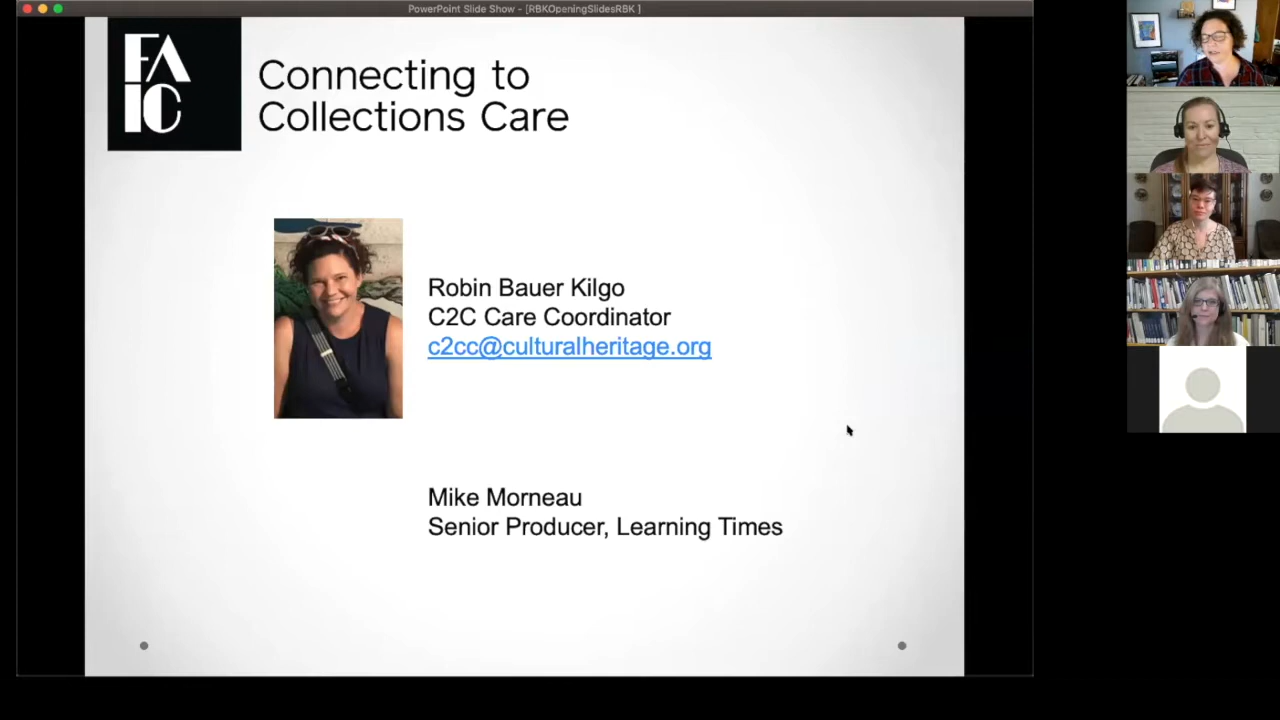 PowerPoint Slide Show - [RBKOpeningSlidesRBK ]
FA
IC
Connecting to
Collections Care
Robin Bauer Kilgo
C2C Care Coordinator
c2cc@culturalheritage.org
Mike Morneau
Senior Producer, Learning Times